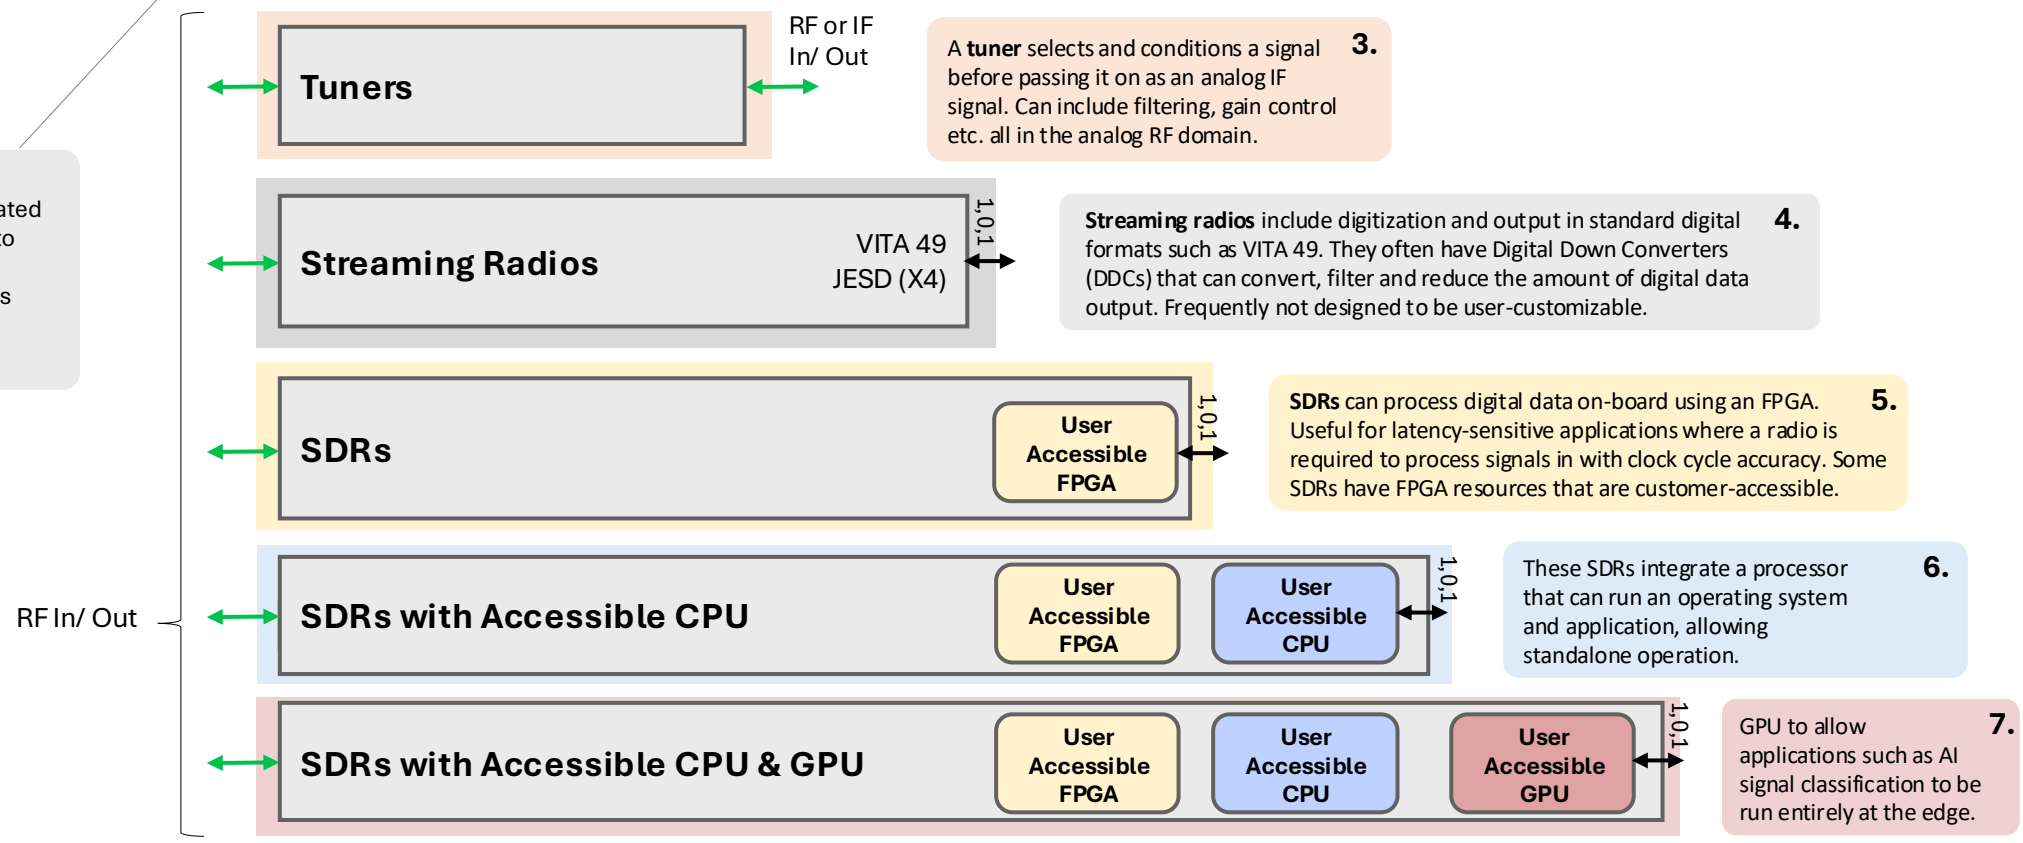 RF or IF
In/ Out
Tuners
A tuner selects and conditions a signal
before passing it on as an analog IF
signal. Can include filtering, gain control
etc. all in the analog RF domain.
3.
ated
to
s
Streaming Radios
VITA 49
JESD (X4)
1,0,1
Streaming radios include digitization and output in standard digital
formats such as VITA 49. They often have Digital Down Converters
(DDCs) that can convert, filter and reduce the amount of digital data
output. Frequently not designed to be user-customizable.
4.
SDRs
User
Accessible
FPGA
1,0,1
SDRs can process digital data on-board using an FPGA.
Useful for latency-sensitive applications where a radio is
required to process signals in with clock cycle accuracy. Some
SDRs have FPGA resources that are customer-accessible.
5.
RF In/ Out
SDRs with Accessible CPU
User
Accessible
FPGA
User
Accessible
CPU
1,0,1
These SDRs integrate a processor
that can run an operating system
and application, allowing
standalone operation.
6.
SDRs with Accessible CPU & GPU
User
Accessible
FPGA
User
Accessible
CPU
User
Accessible
GPU
1,0,1
GPU to allow
applications such as AI
signal classification to be
run entirely at the edge.
7.